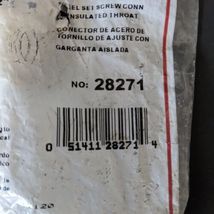 EL SET SCREW CONN
INSULATED THROAT
CONECTOR DE ACERO DE
TORNILLO DE AJUSTE CON
GARGANTA AISLADA
NO: 28271
0 51411 28271 4